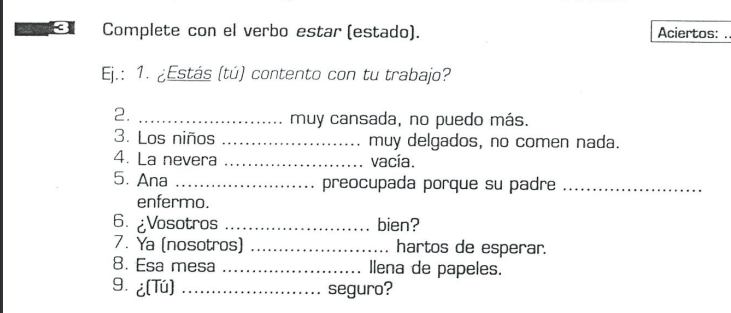 3 Complete con el verbo estar (estado). Aciertos: ..
Ej.: 1. ¿Estás (tú) contento con tu trabajo?
2. ........................... muy cansada, no puedo más.
3. Los niños .......................... muy delgados, no comen nada.
4. La nevera .......................... vacía.
5. Ana .......................... preocupada porque su padre ..........................
enfermo.
6. ¿Vosotros ........................... bien?
7. Ya (nosotros) .......................... hartos de esperar.
8. Esa mesa .......................... llena de papeles.
9. ¿(Tú) .......................... seguro?